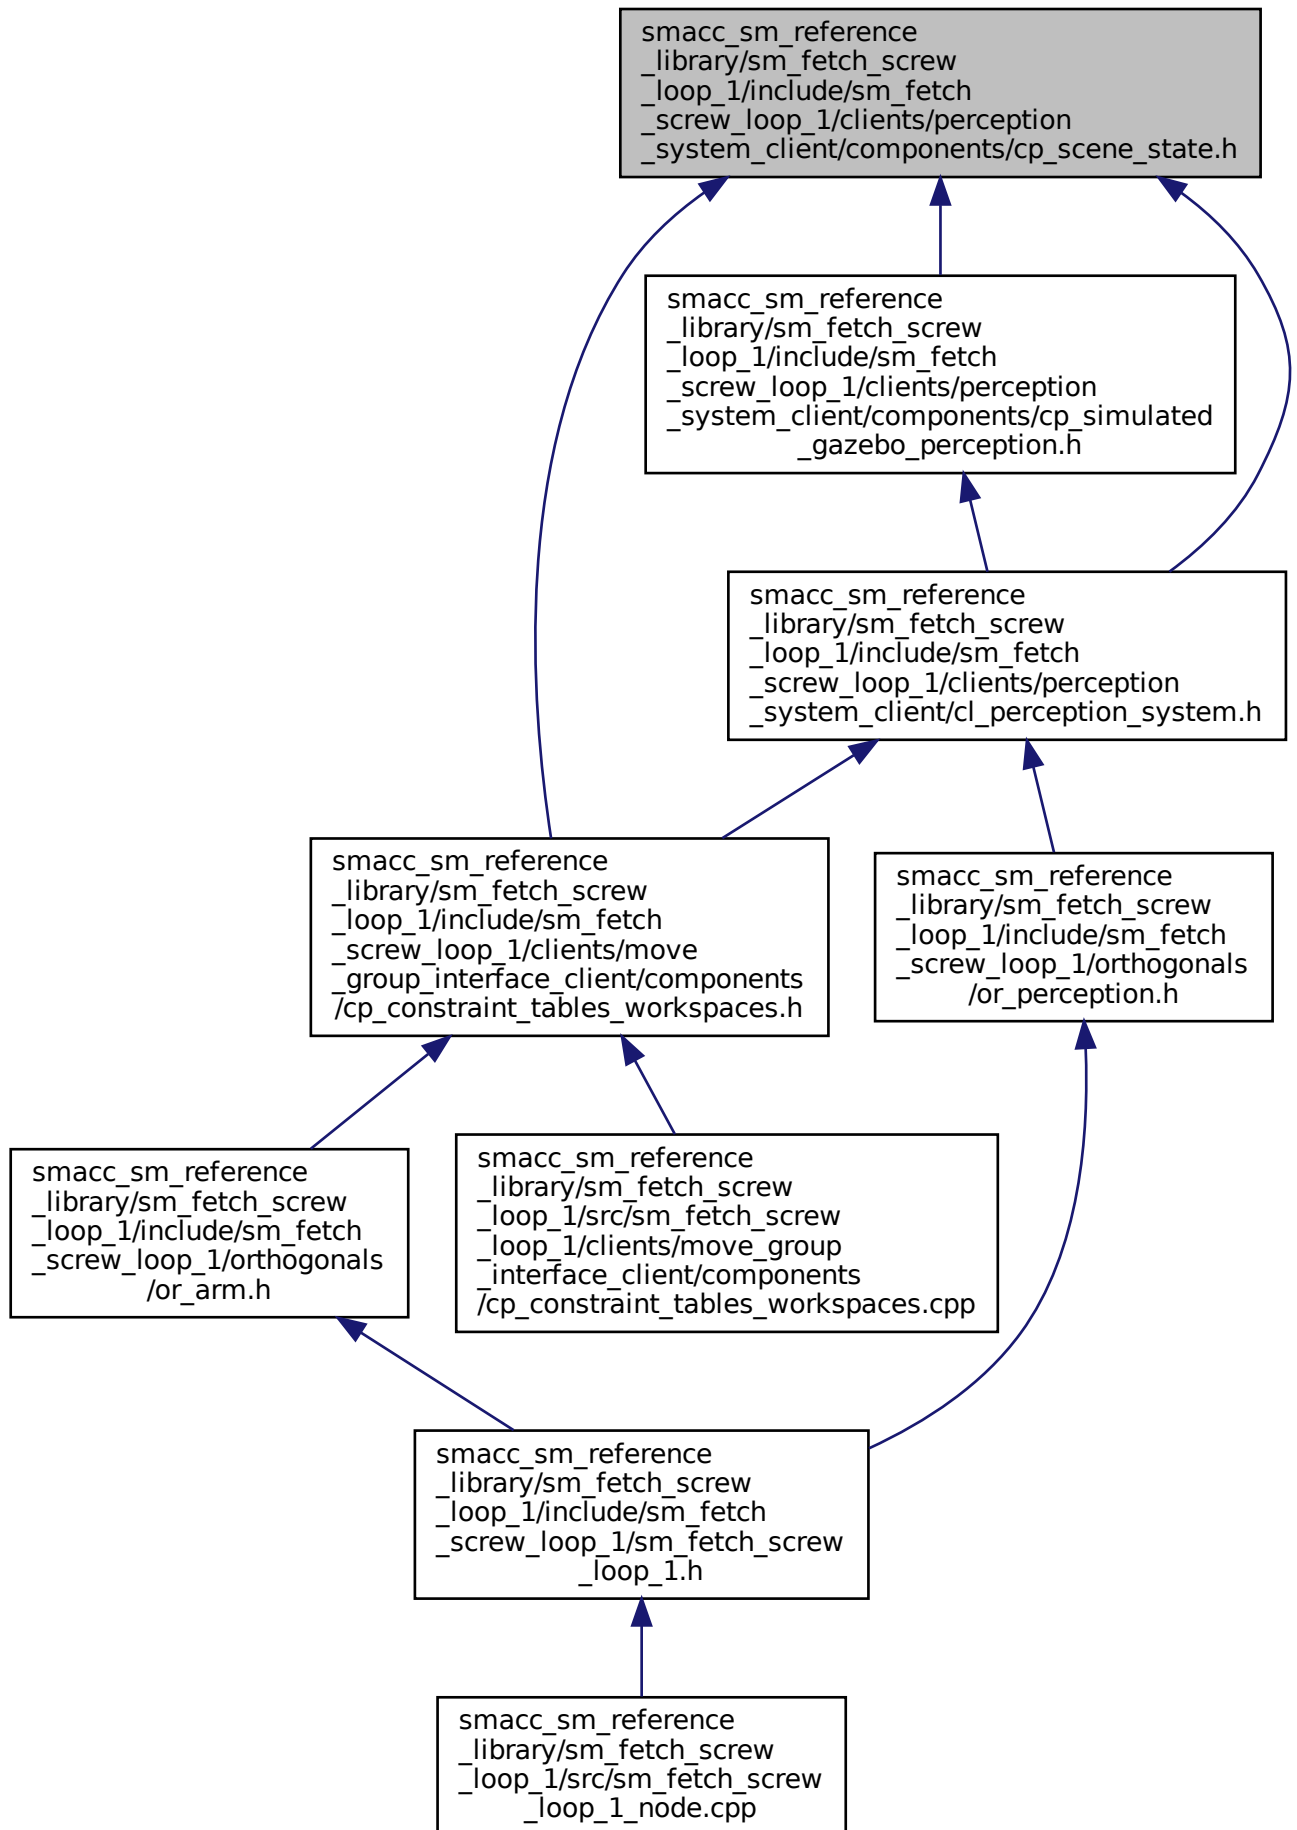 smacc_sm_reference
_library/sm_fetch_screw
_loop_1/include/sm_fetch
_screw_loop_1/clients/perception
_system_client/components/cp_scene_state.h
smacc_sm_reference
_library/sm_fetch_screw
_loop_1/include/sm_fetch
_screw_loop_1/clients/perception
_system_client/components/cp_simulated
_gazebo_perception.h
smacc_sm_reference
_library/sm_fetch_screw
_loop_1/include/sm_fetch
_screw_loop_1/clients/perception
_system_client/cl_perception_system.h
smacc_sm_reference
_library/sm_fetch_screw
_loop_1/include/sm_fetch
_screw_loop_1/clients/move
_group_interface_client/components
/cp_constraint_tables_workspaces.h
smacc_sm_reference
_library/sm_fetch_screw
_loop_1/include/sm_fetch
_screw_loop_1/orthogonals
/or_perception.h
smacc_sm_reference
_library/sm_fetch_screw
_loop_1/include/sm_fetch
_screw_loop_1/orthogonals
/or_arm.h
smacc_sm_reference
_library/sm_fetch_screw
_loop_1/src/sm_fetch_screw
_loop_1/clients/move_group
_interface_client/components
/cp_constraint_tables_workspaces.cpp
smacc_sm_reference
_library/sm_fetch_screw
_loop_1/include/sm_fetch
_screw_loop_1/sm_fetch_screw
_loop_1.h
smacc_sm_reference
_library/sm_fetch_screw
_loop_1/src/sm_fetch_screw
_loop_1_node.cpp